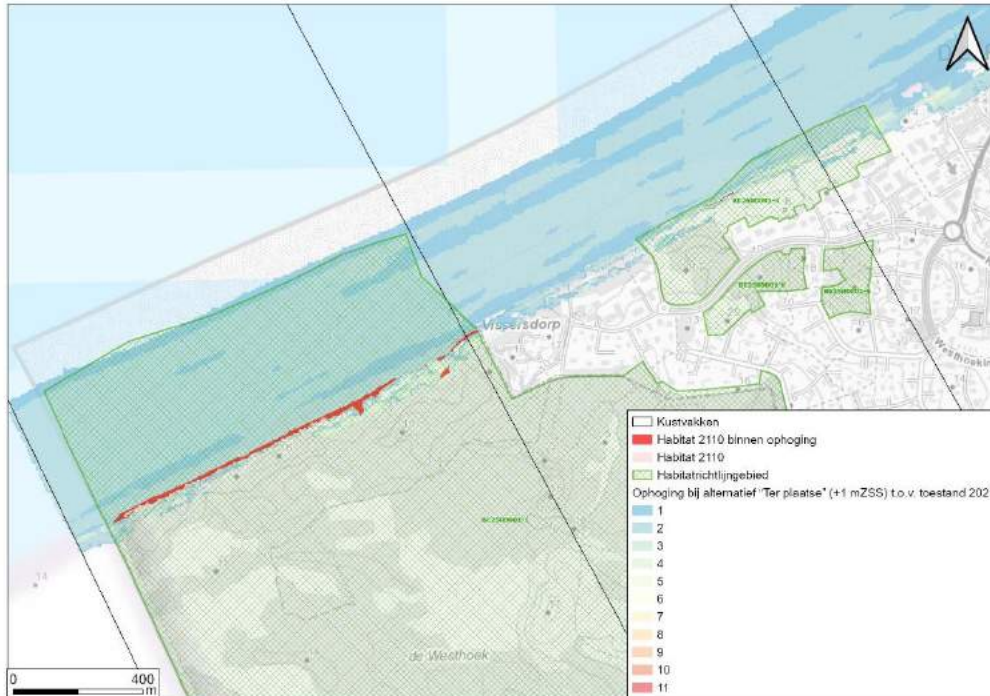 Vissersdorp
de Westhoek
14
Kustvakken
Habitat 2110 binnen ophoging
Habitat 2110
Habitatrichtlijngebied
Ophoging bij alternatief "Ter plaatse" (+1 mZSS) t.o.v. toestand 202
1
2
3
4
5
6
7
8
9
10
11
0 400
m